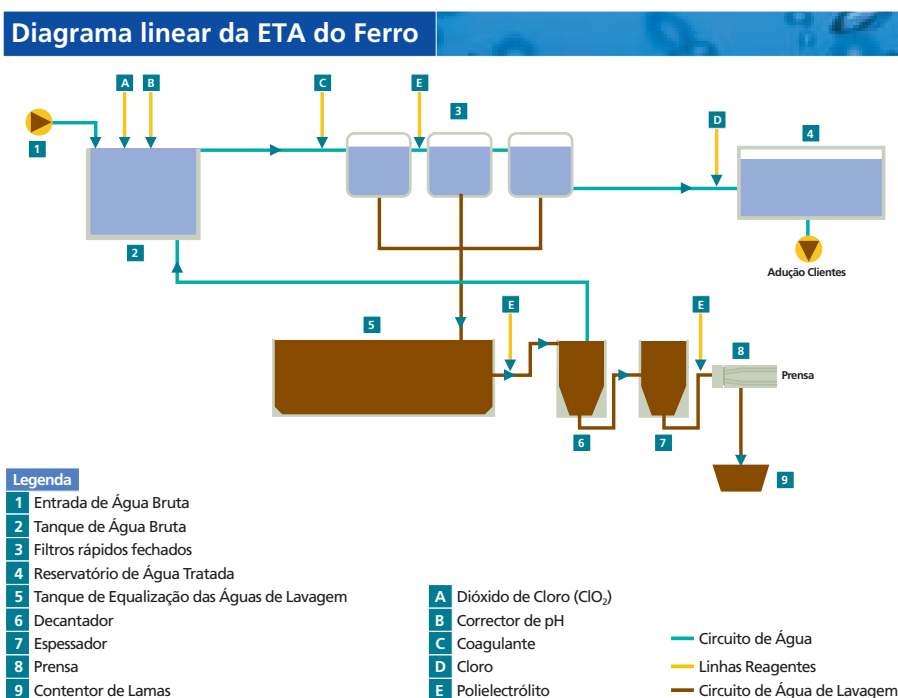 Diagrama linear da ETA do Ferro
A B C E 3
D 4
1
2
Adução Clientes
5 E E 8
Prensa
6 7
9
Legenda
1 Entrada de Água Bruta
2 Tanque de Água Bruta
3 Filtros rápidos fechados
4 Reservatório de Água Tratada
5 Tanque de Equalização das Águas de Lavagem
6 Decantador
7 Espessador
8 Prensa
9 Contentor de Lamas
A Dióxido de Cloro (ClO₂)
B Corrector de pH
C Coagulante
D Cloro
E Polielectrólito
Circuito de Água
Linhas Reagentes
Circuito de Água de Lavagem